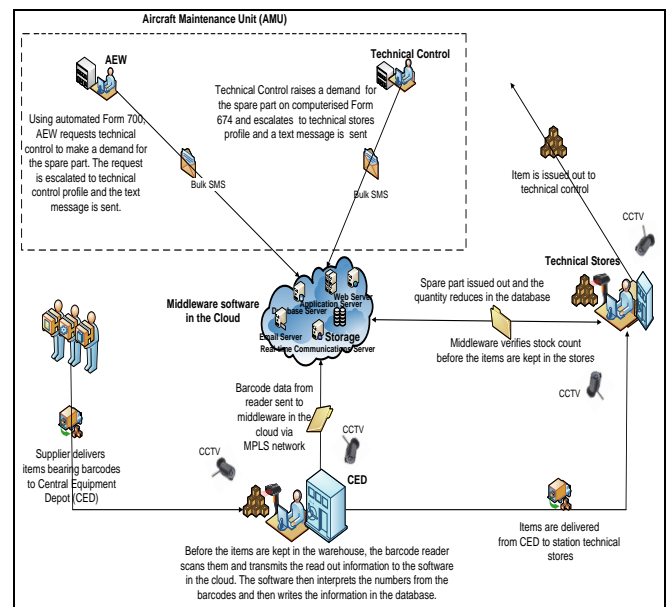 Aircraft Maintenance Unit (AMU)
AEW
Technical Control
Using automated Form 700,
AEW requests technical
control to make a demand for
the spare part. The request
is escalated to technical
control profile and the text
message is sent.
Bulk SMS
Technical Control raises a demand for
the spare part on computerised Form
674 and escalates to technical stores
profile and a text message is sent
Bulk SMS
Item is issued out to
technical control
CCTV
Technical Stores
Middleware software
in the Cloud
Web Server
Application Server
Database Server
Storage
Email Server
Real-time Communications Server
Spare part issued out and the
quantity reduces in the database
Middleware verifies stock count
before the items are kept in the stores
CCTV
Supplier delivers
items bearing barcodes
to Central Equipment
Depot (CED)
Barcode data from
reader sent to
middleware in the
cloud via
MPLS network
CCTV
CCTV
CED
Items are delivered
from CED to station technical
stores
Before the items are kept in the warehouse, the barcode reader
scans them and transmits the read out information to the software
in the cloud. The software then interprets the numbers from the
barcodes and then writes the information in the database.